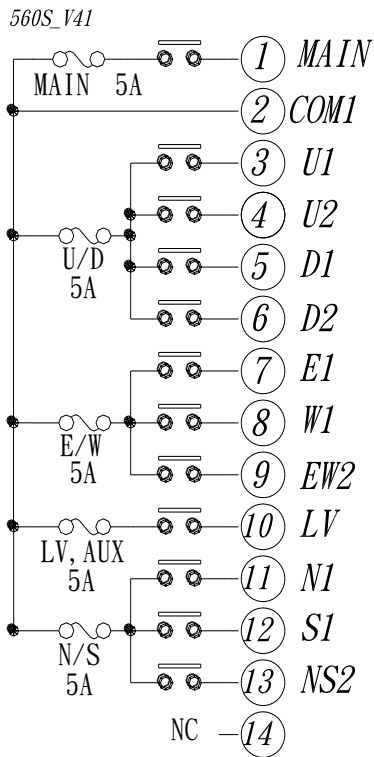 560S_V41
1 MAIN
MAIN 5A
2 COM1
3 U1
4 U2
U/D
5A
5 D1
6 D2
7 E1
8 W1
E/W
5A
9 EW2
10 LV
LV, AUX
5A
11 N1
12 S1
N/S
5A
13 NS2
NC 14